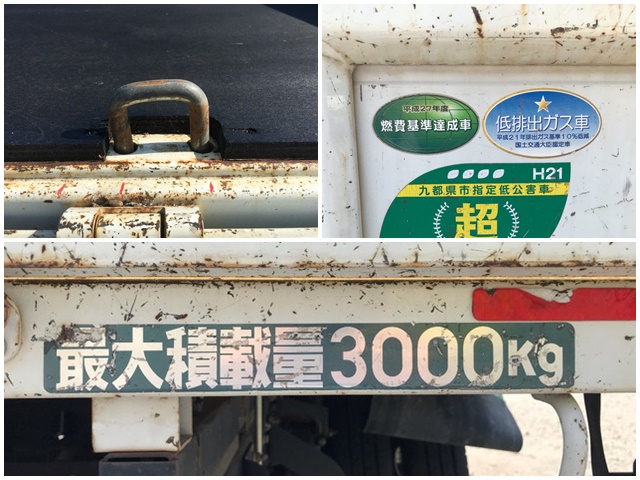 平成27年度
燃費基準達成車
低排出ガス車
平成21年排出ガス基準10%低減
国土交通大臣認定車
H21
九都県市指定低公害車
超
最大積載量3000Kg